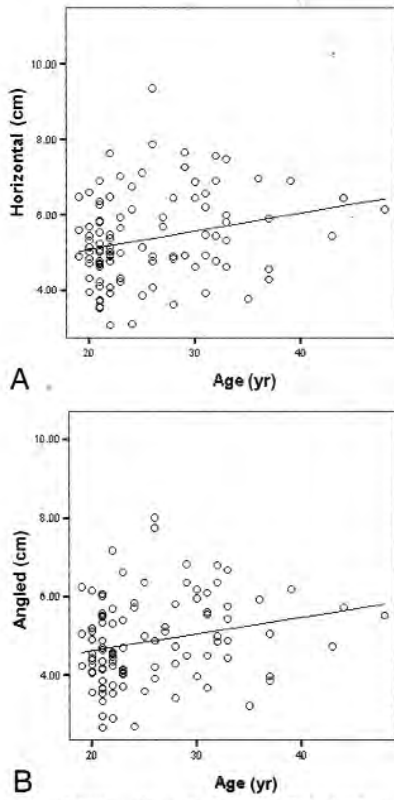 10.00
8.00
6.00
4.00
Horizontal (cm)
20 30 40
Age (yr)
A
10.00
8.00
6.00
4.00
Angled (cm)
20 30 40
Age (yr)
B